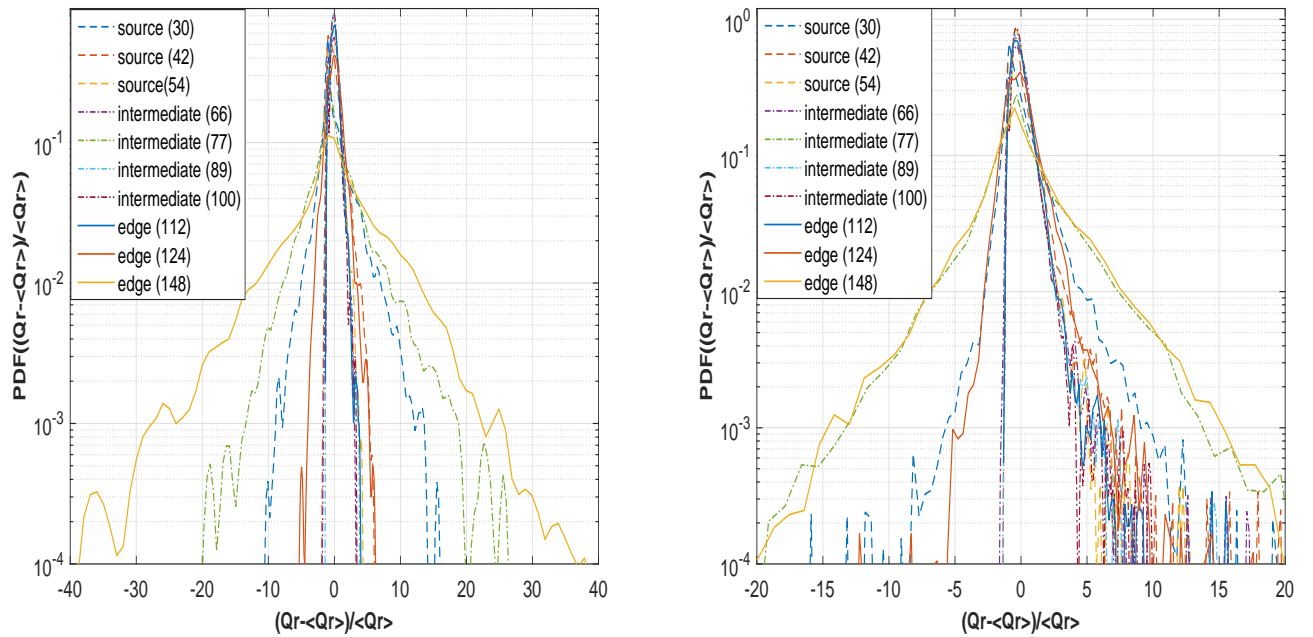 source (30)
source (42)
source(54)
intermediate (66)
intermediate (77)
intermediate (89)
intermediate (100)
edge (112)
edge (124)
edge (148)
10-1
10-2
10-3
10-4
PDF((Qr-<Qr>)/<Qr>)
-40 -30 -20 -10 0 10 20 30 40
(Qr-<Qr>)/<Qr>
source (30)
source (42)
source (54)
intermediate (66)
intermediate (77)
intermediate (89)
intermediate (100)
edge (112)
edge (124)
edge (148)
100
10-1
10-2
10-3
10-4
PDF((Qr-<Qr>)/<Qr>)
-20 -15 -10 -5 0 5 10 15 20
(Qr-<Qr>)/<Qr>